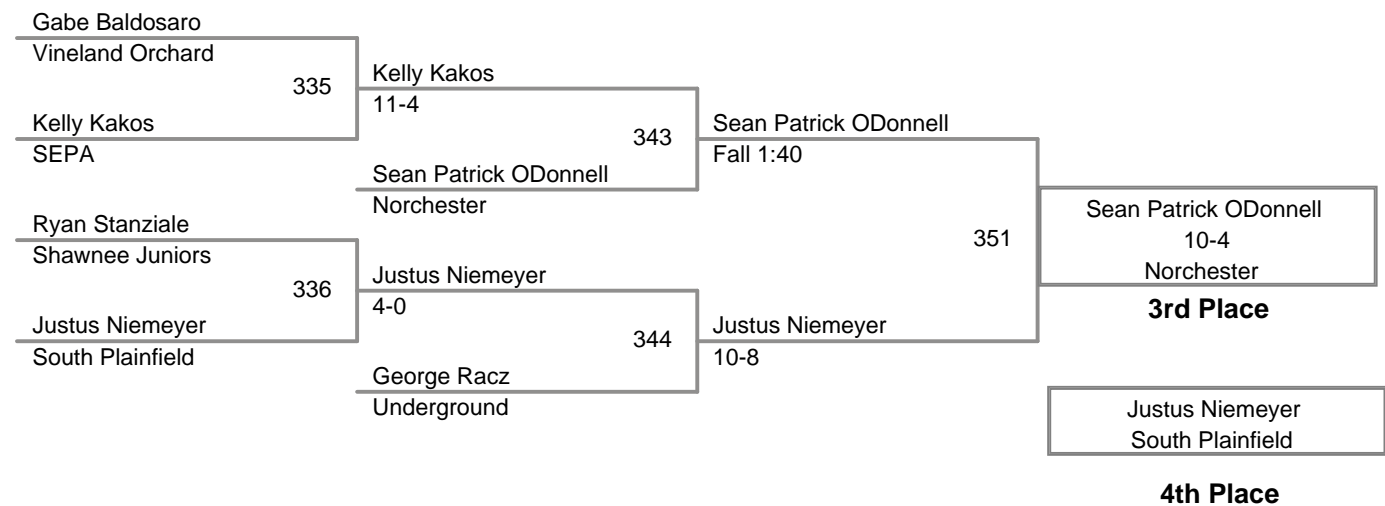 Gabe Baldosaro
Vineland Orchard
335
Kelly Kakos
11-4
Kelly Kakos
SEPA
343
Sean Patrick ODonnell
Fall 1:40
Sean Patrick ODonnell
Norchester
Ryan Stanziale
Shawnee Juniors
351
Sean Patrick ODonnell
10-4
Norchester
3rd Place
336
Justus Niemeyer
4-0
Justus Niemeyer
South Plainfield
344
Justus Niemeyer
10-8
George Racz
Underground
Justus Niemeyer
South Plainfield
4th Place